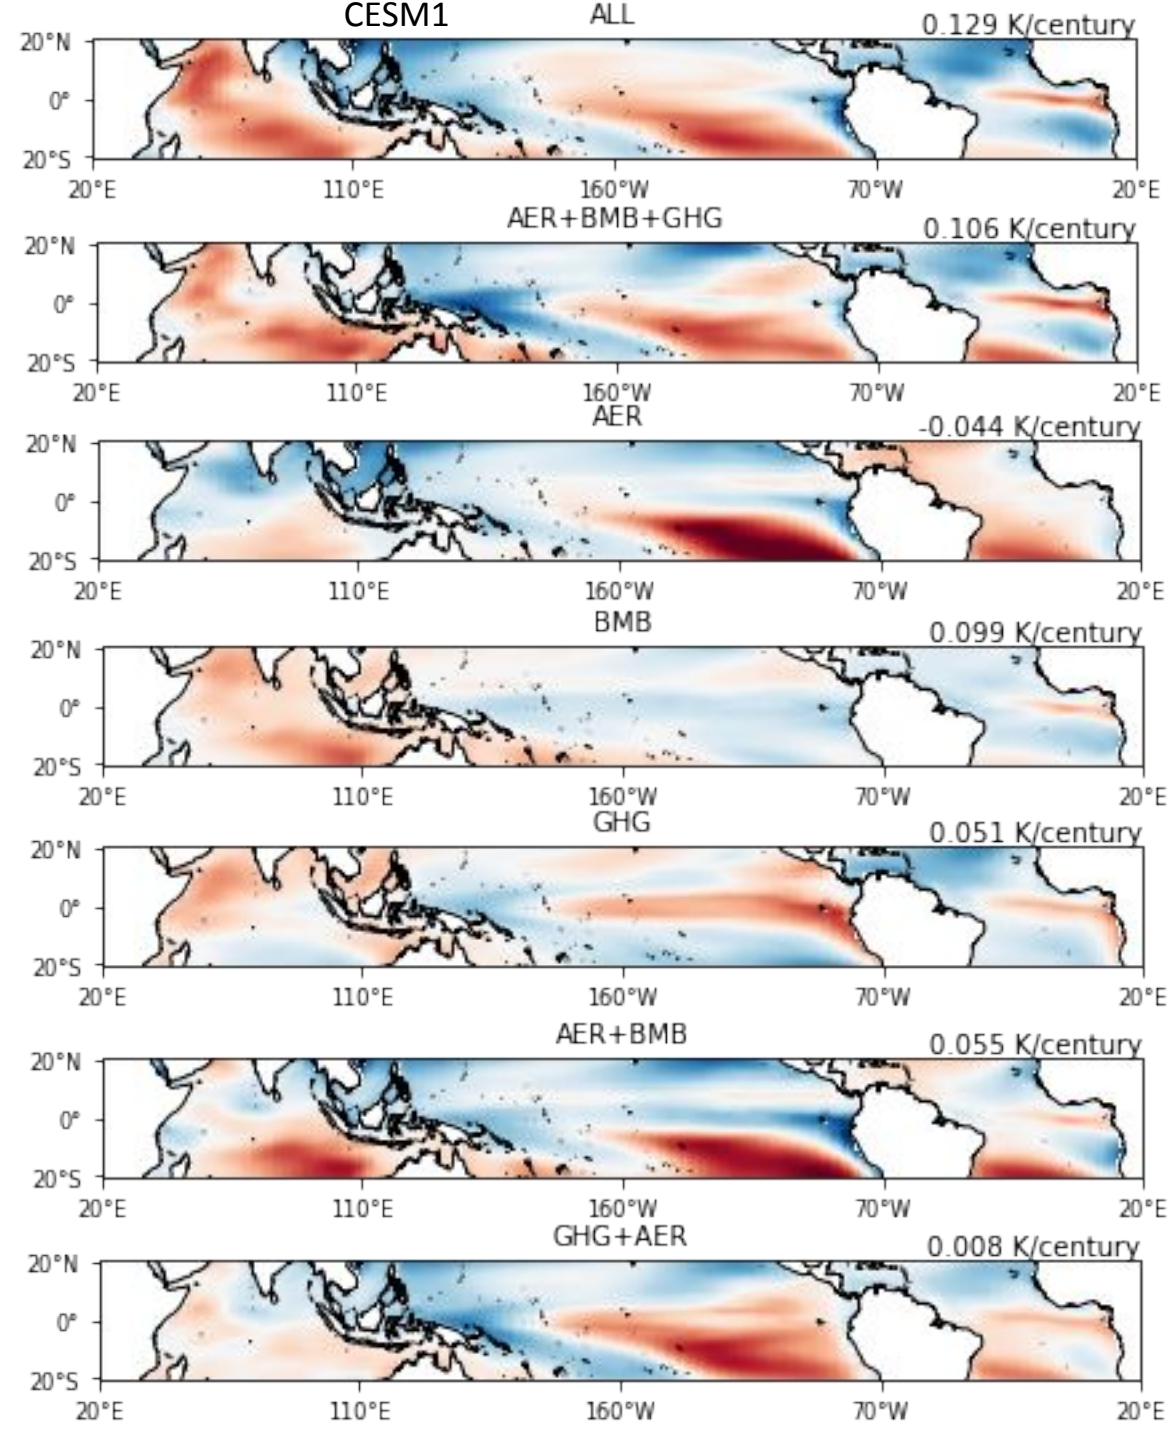 CESM1 ALL 0.129 K/century
20°N
0°
20°S
20°E 110°E 160°W 70°W 20°E
AER+BMB+GHG 0.106 K/century
20°N
0°
20°S
20°E 110°E 160°W 70°W 20°E
AER -0.044 K/century
20°N
0°
20°S
20°E 110°E 160°W 70°W 20°E
BMB 0.099 K/century
20°N
0°
20°S
20°E 110°E 160°W 70°W 20°E
GHG 0.051 K/century
20°N
0°
20°S
20°E 110°E 160°W 70°W 20°E
AER+BMB 0.055 K/century
20°N
0°
20°S
20°E 110°E 160°W 70°W 20°E
GHG+AER 0.008 K/century
20°N
0°
20°S
20°E 110°E 160°W 70°W 20°E